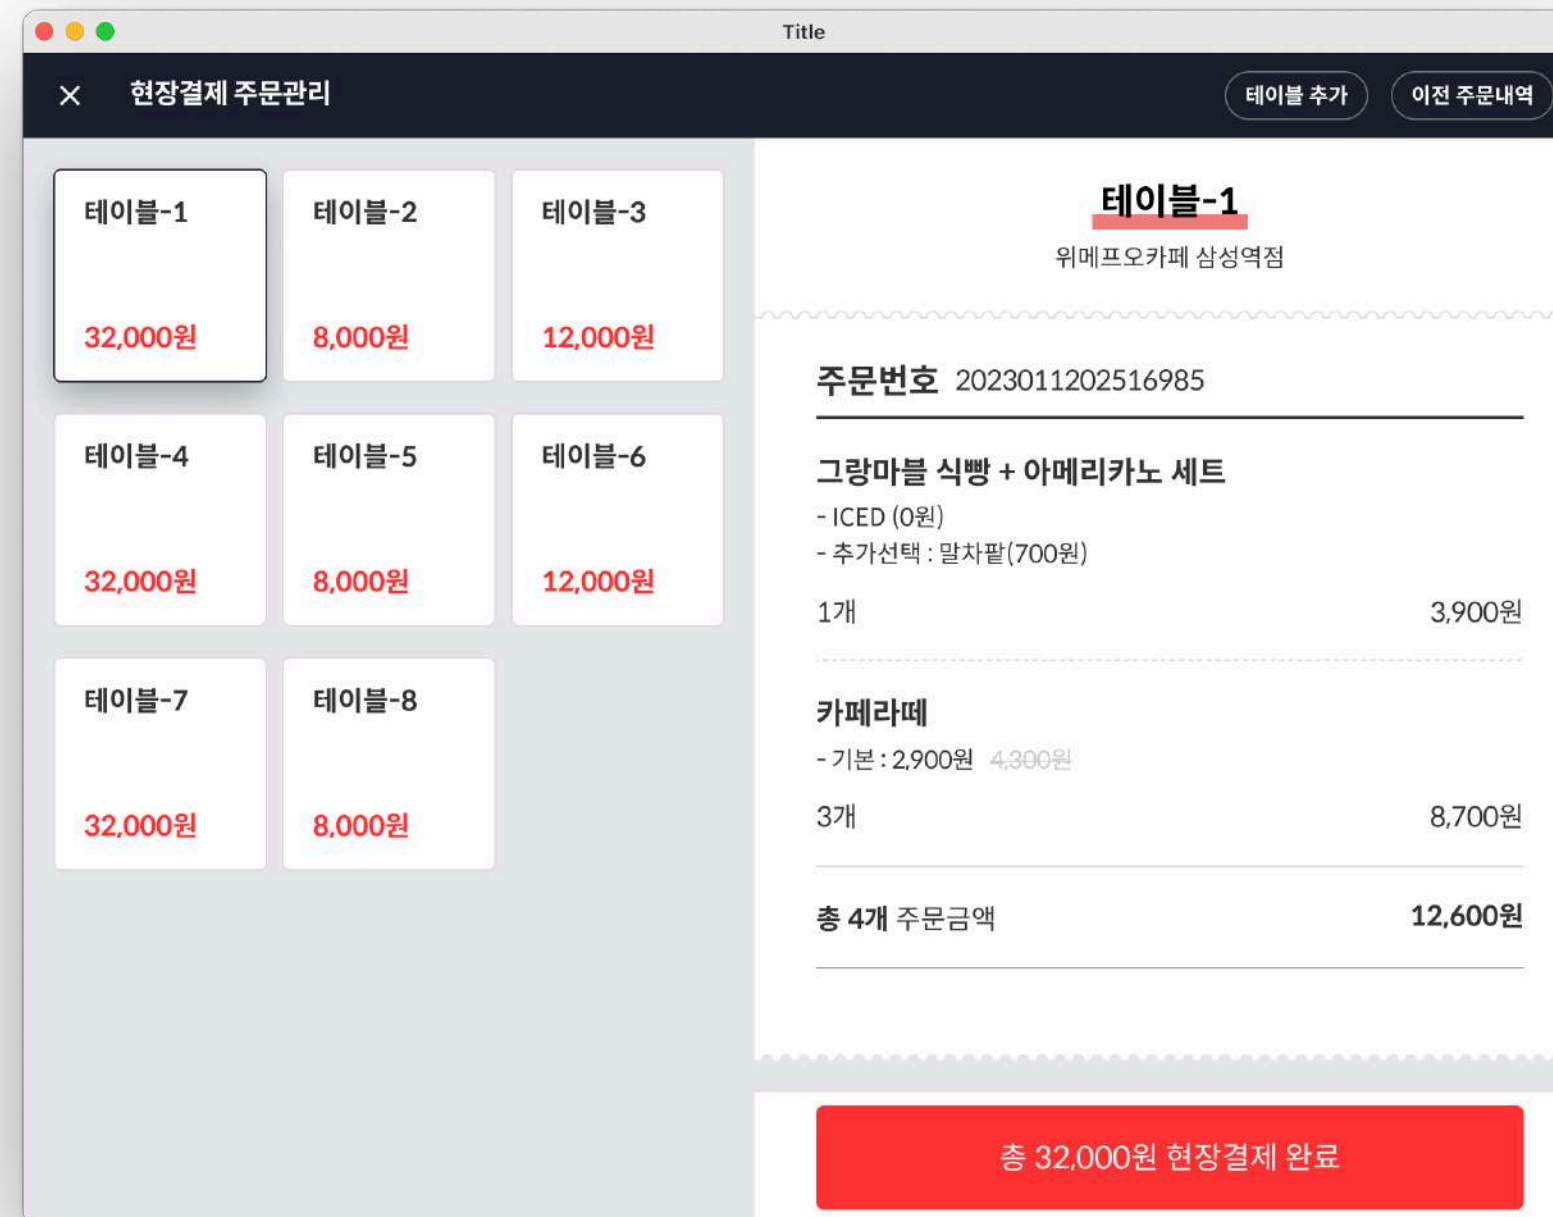 Title
현장결제 주문관리
테이블 추가
이전 주문내역
테이블-1
32,000원
테이블-2
8,000원
테이블-3
12,000원
테이블-4
32,000원
테이블-5
8,000원
테이블-6
12,000원
테이블-7
32,000원
테이블-8
8,000원
테이블-1
위메프오카페 삼성역점
주문번호 2023011202516985
그랑마블 식빵 + 아메리카노 세트
- ICED (0원)
- 추가선택 : 말차팥(700원)
1개 3,900원
카페라떼
- 기본 : 2,900원 4,300원
3개 8,700원
총 4개 주문금액 12,600원
총 32,000원 현장결제 완료